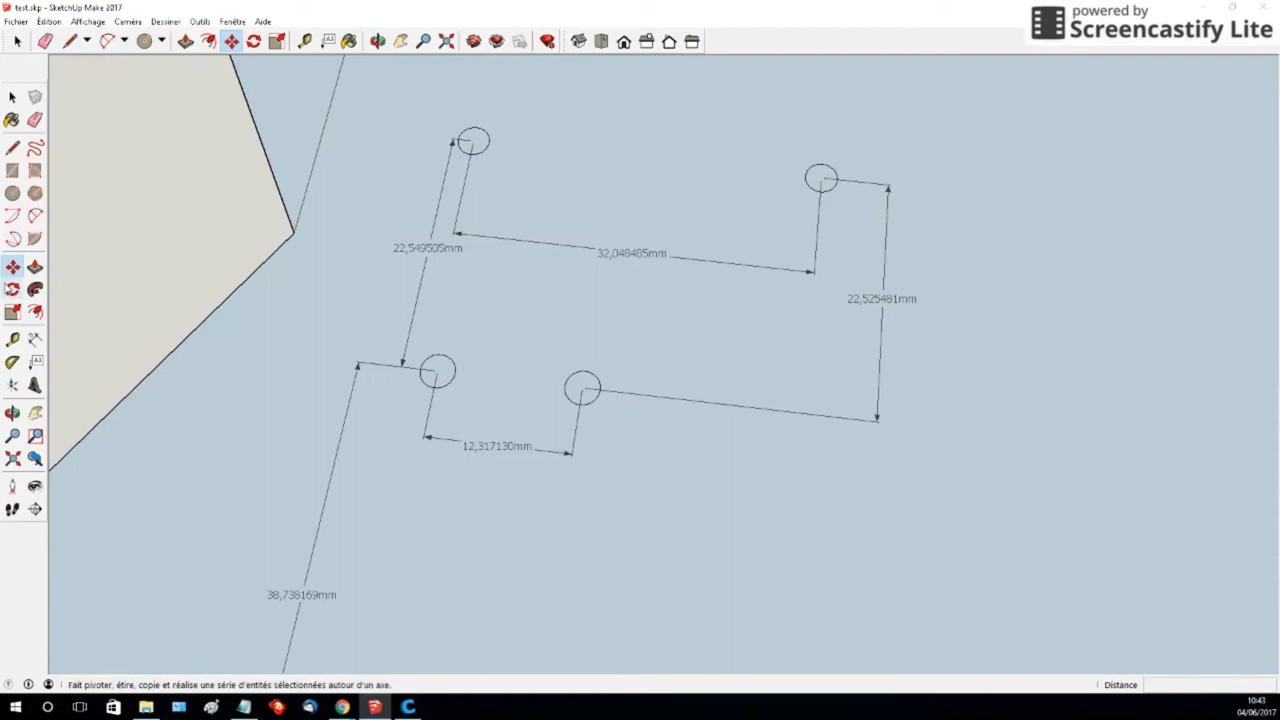 test.skp - SketchUp Make 2017
powered by
Screencastify Lite
Fichier Édition Affichage Caméra Dessiner Outils Fenêtre Aide
22,549505mm
32,048485mm
22,525481mm
12,317130mm
38,738169mm
Fait pivoter, étire, copie et réalise une série d'entités sélectionnées autour d'un axe.
Distance
10:43
04/06/2017